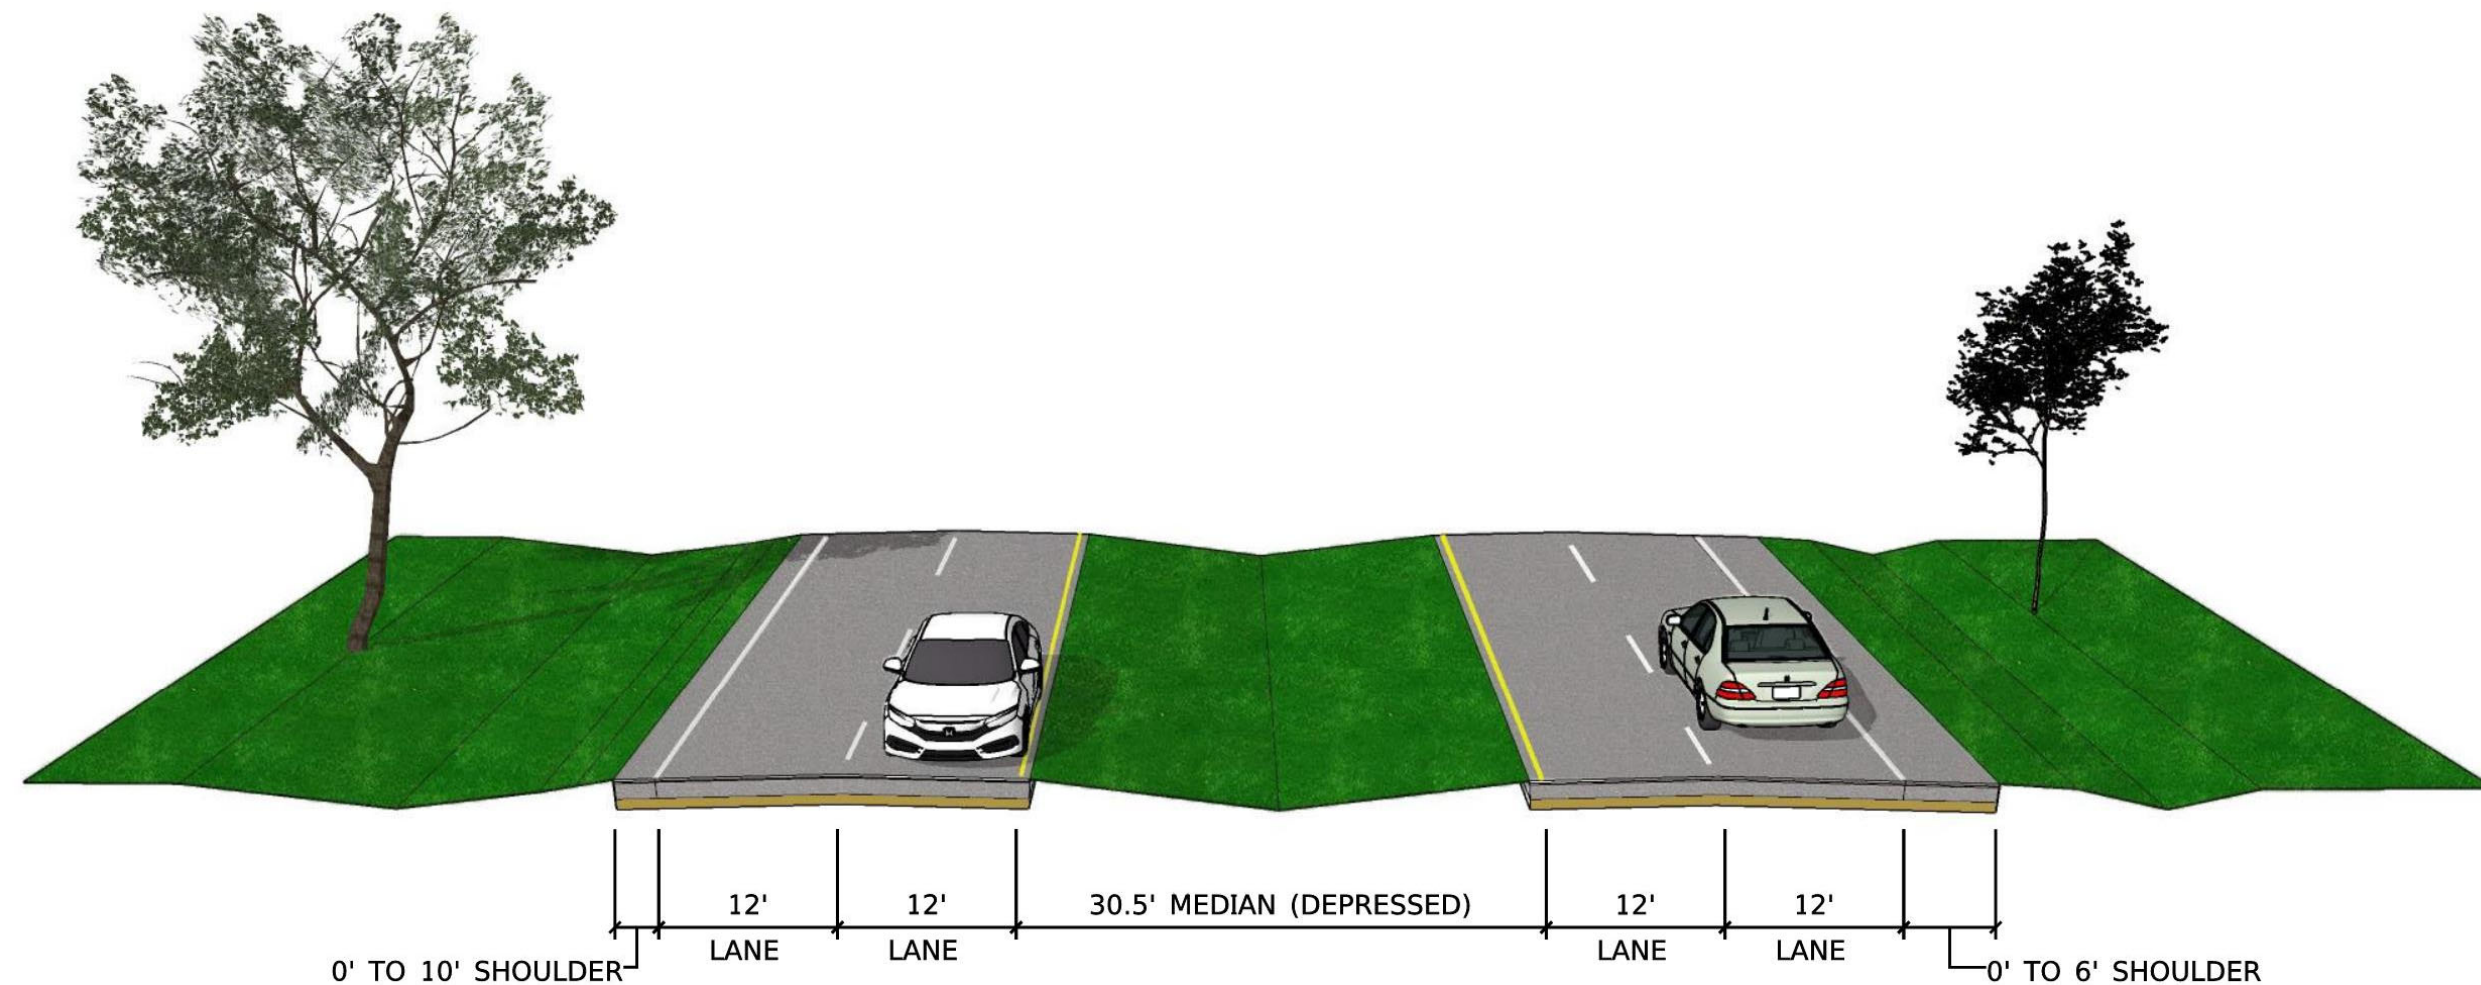 12' 12' 30.5' MEDIAN (DEPRESSED) 12' 12'
LANE LANE LANE LANE
0' TO 10' SHOULDER 0' TO 6' SHOULDER